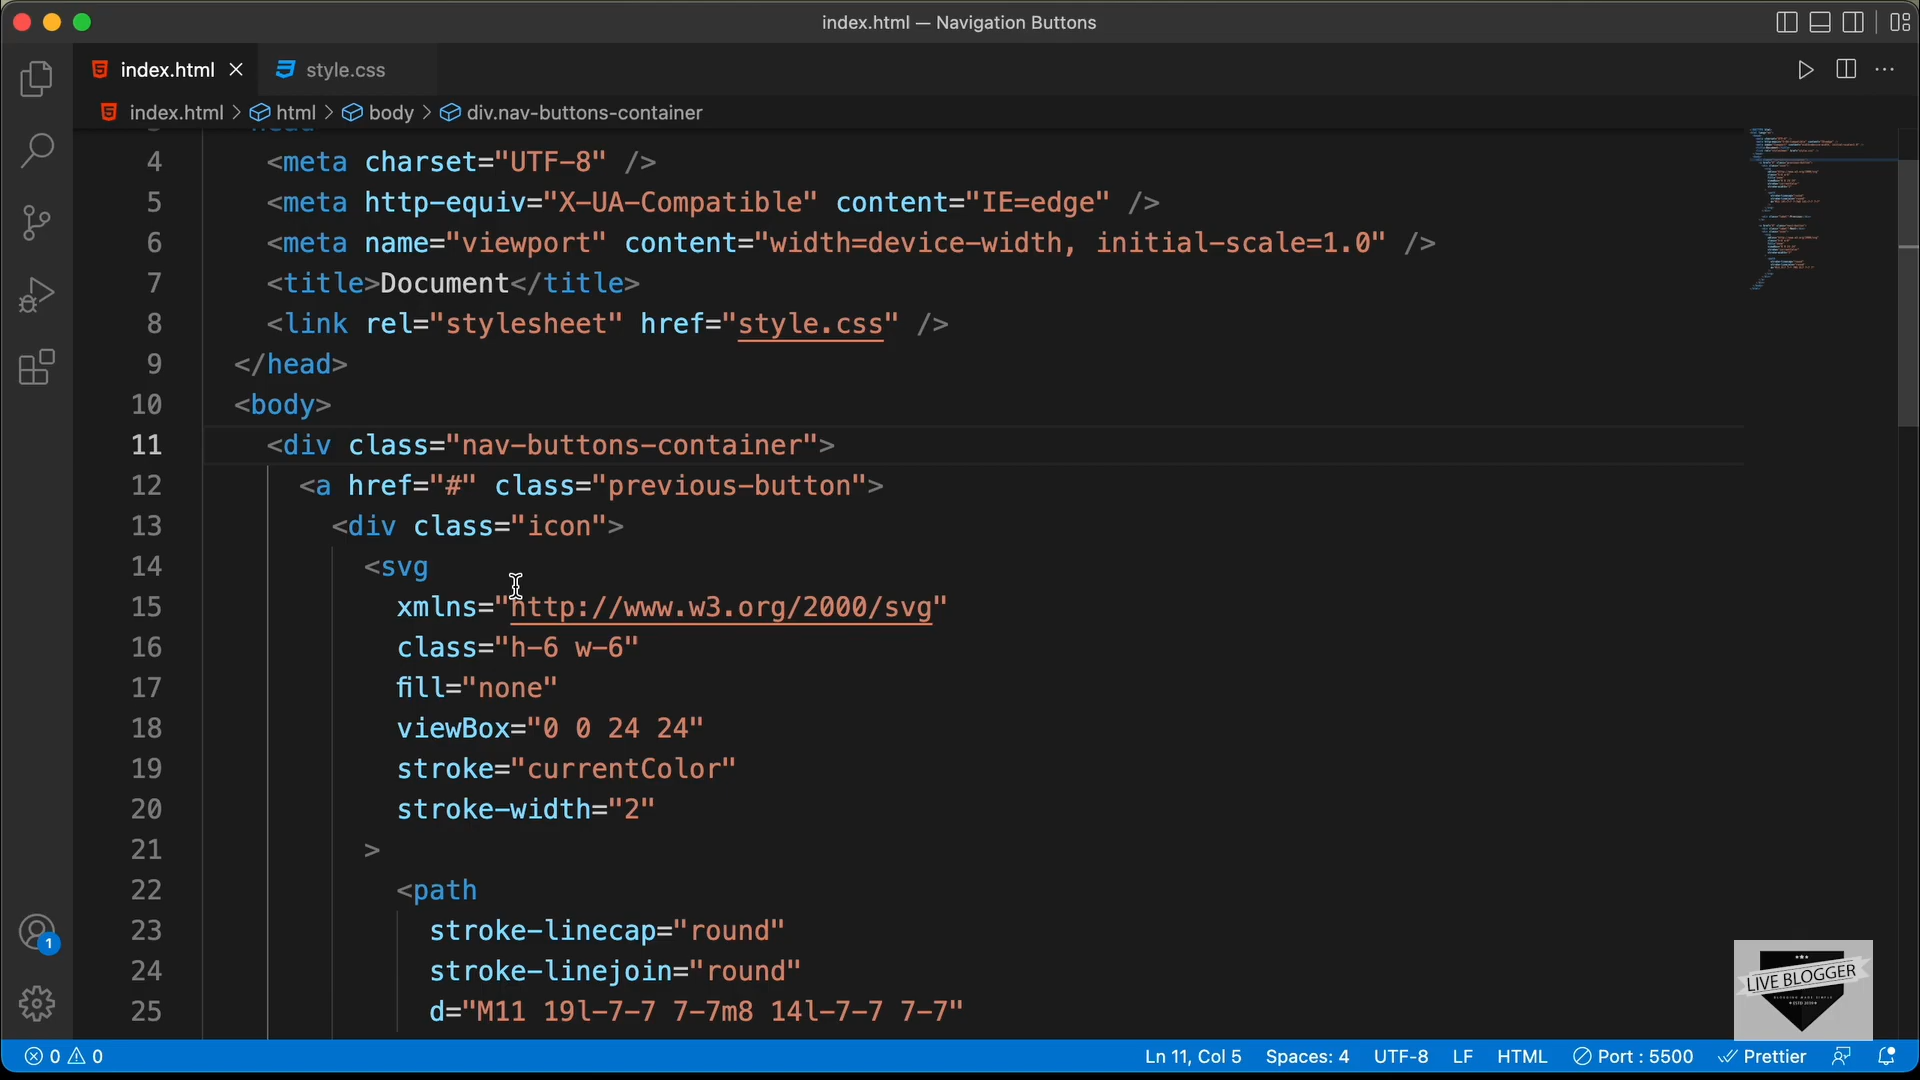 index.html — Navigation Buttons
index.html
style.css
index.html > html > body > div.nav-buttons-container
4 <meta charset="UTF-8" />
5 <meta http-equiv="X-UA-Compatible" content="IE=edge" />
6 <meta name="viewport" content="width=device-width, initial-scale=1.0" />
7 <title>Document</title>
8 <link rel="stylesheet" href="style.css" />
9 </head>
10 <body>
11 <div class="nav-buttons-container">
12 <a href="#" class="previous-button">
13 <div class="icon">
14 <svg
15 xmlns="http://www.w3.org/2000/svg"
16 class="h-6 w-6"
17 fill="none"
18 viewBox="0 0 24 24"
19 stroke="currentColor"
20 stroke-width="2"
21 >
22 <path
23 stroke-linecap="round"
24 stroke-linejoin="round"
25 d="M11 19l-7-7 7-7m8 14l-7-7 7-7"
1
LIVE BLOGGER
0 0 Ln 11, Col 5 Spaces: 4 UTF-8 LF HTML Port : 5500 Prettier